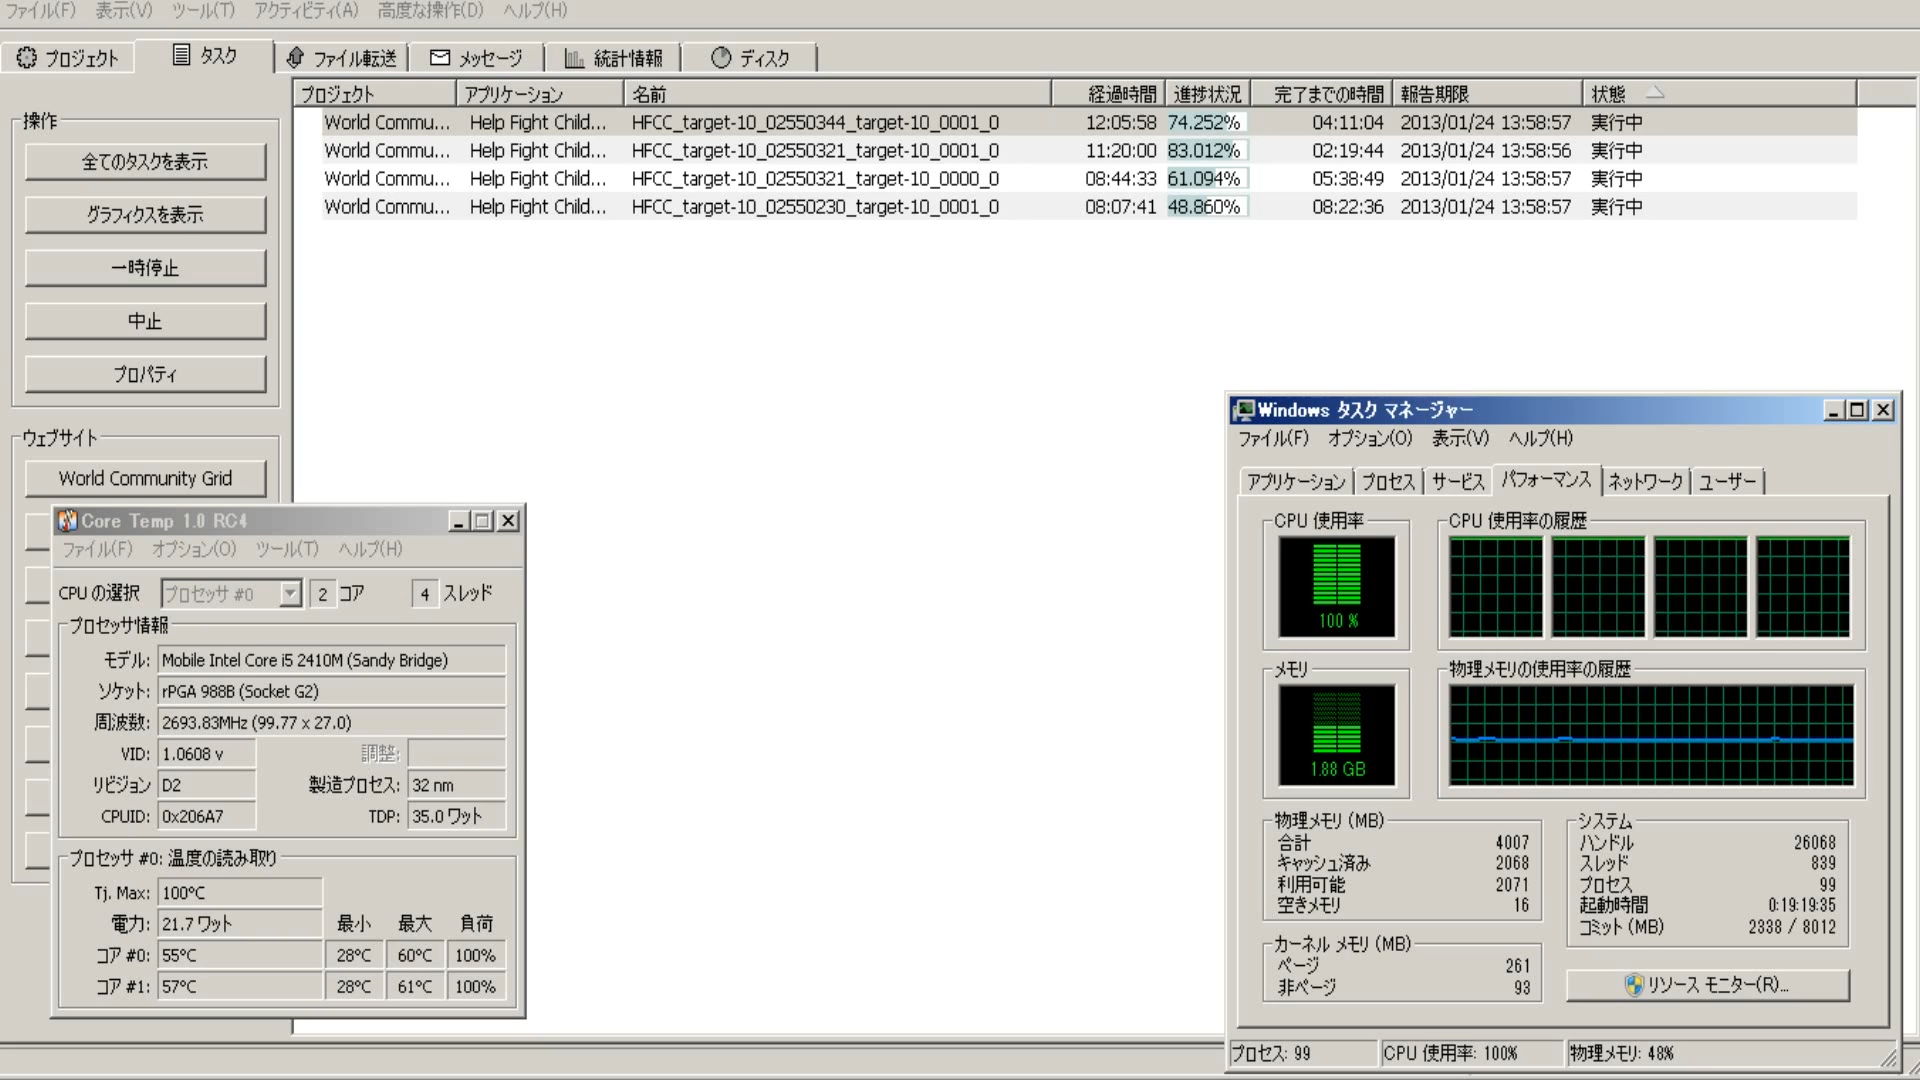 ファイル(F) 表示(V) ツール(T) アクティビティ(A) 高度な操作(D) ヘルプ(H)
プロジェクト タスク ファイル転送 メッセージ 統計情報 ディスク
プロジェクト アプリケーション 名前 経過時間 進捗状況 完了までの時間 報告期限 状態
World Commu... Help Fight Child... HFCC_target-10_02550344_target-10_0001_0 12:05:58 74.252% 04:11:04 2013/01/24 13:58:57 実行中
World Commu... Help Fight Child... HFCC_target-10_02550321_target-10_0001_0 11:20:00 83.012% 02:19:44 2013/01/24 13:58:56 実行中
World Commu... Help Fight Child... HFCC_target-10_02550321_target-10_0000_0 08:44:33 61.094% 05:38:49 2013/01/24 13:58:57 実行中
World Commu... Help Fight Child... HFCC_target-10_02550230_target-10_0001_0 08:07:41 48.860% 08:22:36 2013/01/24 13:58:57 実行中
操作
全てのタスクを表示
グラフィクスを表示
一時停止
中止
プロパティ
ウェブサイト
World Community Grid
Core Temp 1.0 RC4
ファイル(F) オプション(O) ツール(T) ヘルプ(H)
CPU の選択 プロセッサ #0 2 コア 4 スレッド
プロセッサ情報
モデル: Mobile Intel Core i5 2410M (Sandy Bridge)
ソケット: rPGA 988B (Socket G2)
周波数: 2693.83MHz (99.77 x 27.0)
VID: 1.0608 v 調整:
リビジョン D2 製造プロセス: 32 nm
CPUID: 0x206A7 TDP: 35.0 ワット
プロセッサ #0: 温度の読み取り
Tj. Max: 100°C
電力: 21.7 ワット 最小 最大 負荷
コア #0: 55°C 28°C 60°C 100%
コア #1: 57°C 28°C 61°C 100%
Windows タスク マネージャー
ファイル(F) オプション(O) 表示(V) ヘルプ(H)
アプリケーション プロセス サービス パフォーマンス ネットワーク ユーザー
CPU 使用率 CPU 使用率の履歴
100 %
メモリ 物理メモリの使用率の履歴
1.88 GB
物理メモリ (MB)
合計 4007
キャッシュ済み 2068
利用可能 2071
空きメモリ 16
カーネル メモリ (MB)
ページ 261
非ページ 93
システム
ハンドル 26068
スレッド 839
プロセス 99
起動時間 0:19:19:35
コミット (MB) 2338 / 8012
リソース モニター(R)...
プロセス: 99 CPU 使用率: 100% 物理メモリ: 48%